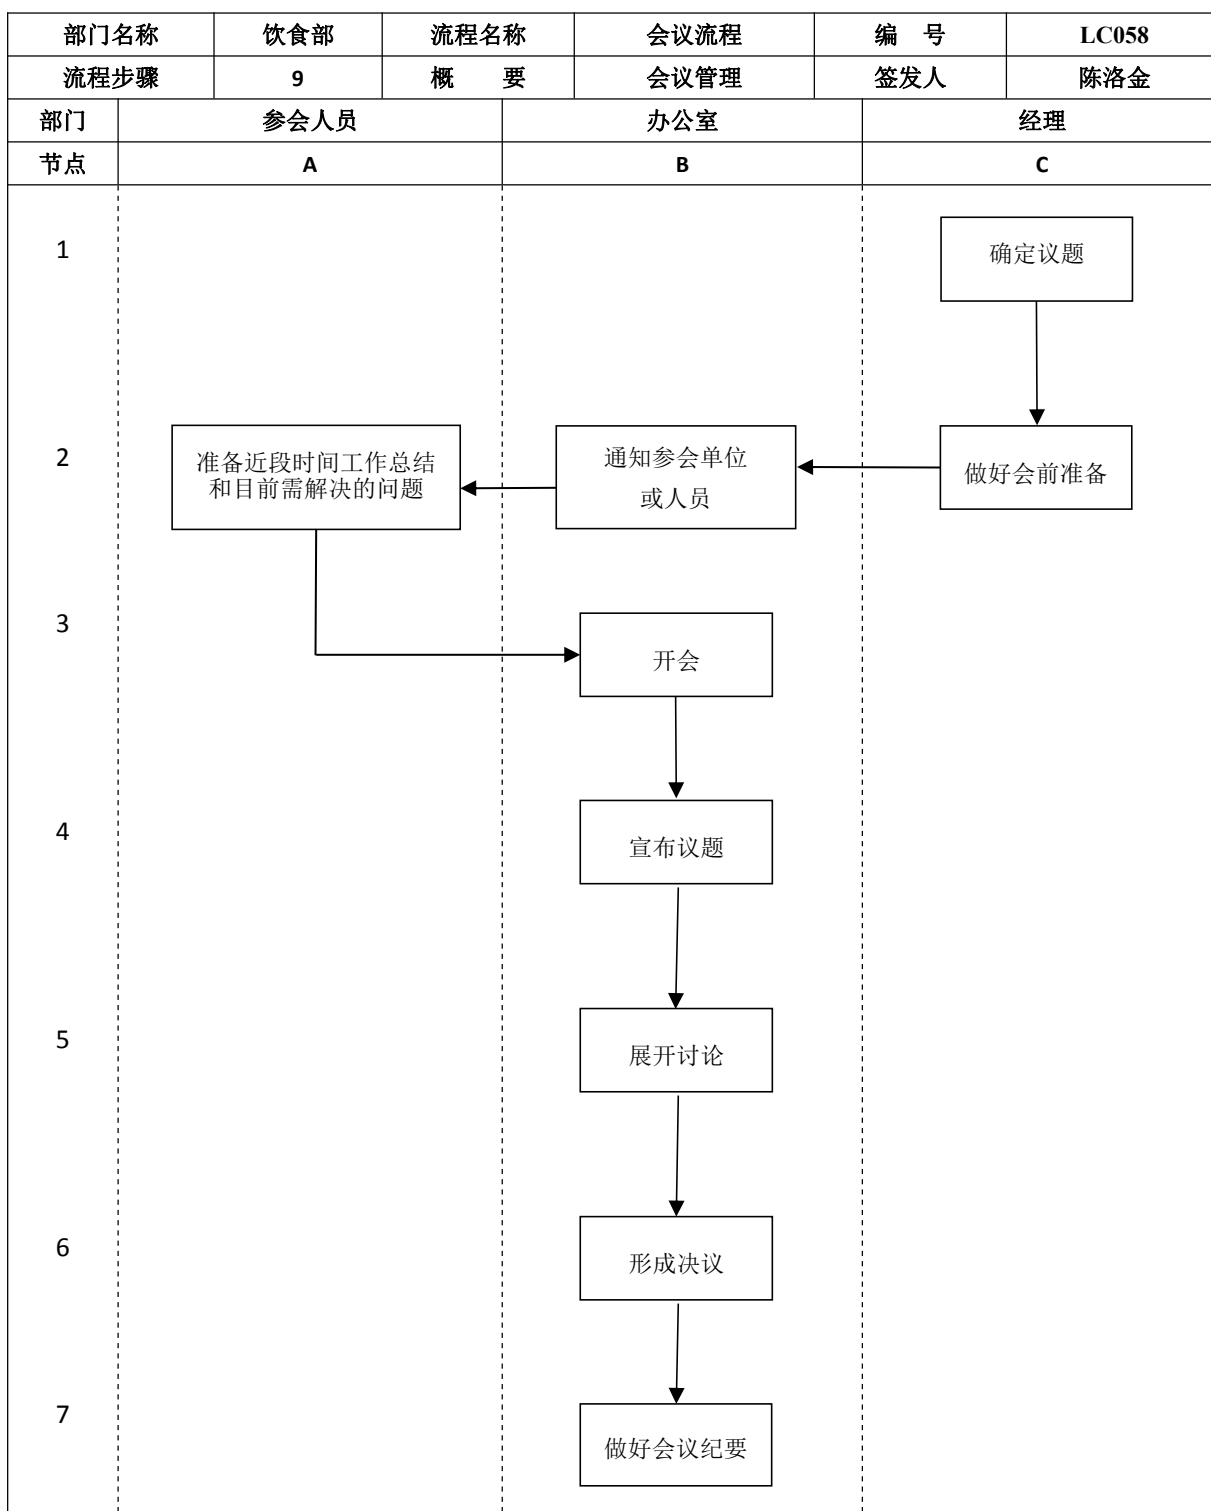 部门名称 饮食部 流程名称 会议流程 编 号 LC058
流程步骤 9 概 要 会议管理 签发人 陈洛金
部门 参会人员 办公室 经理
节点 A B C
1 确定议题
2 准备近段时间工作总结
和目前需解决的问题
通知参会单位
或人员
做好会前准备
3 开会
4 宣布议题
5 展开讨论
6 形成决议
7 做好会议纪要